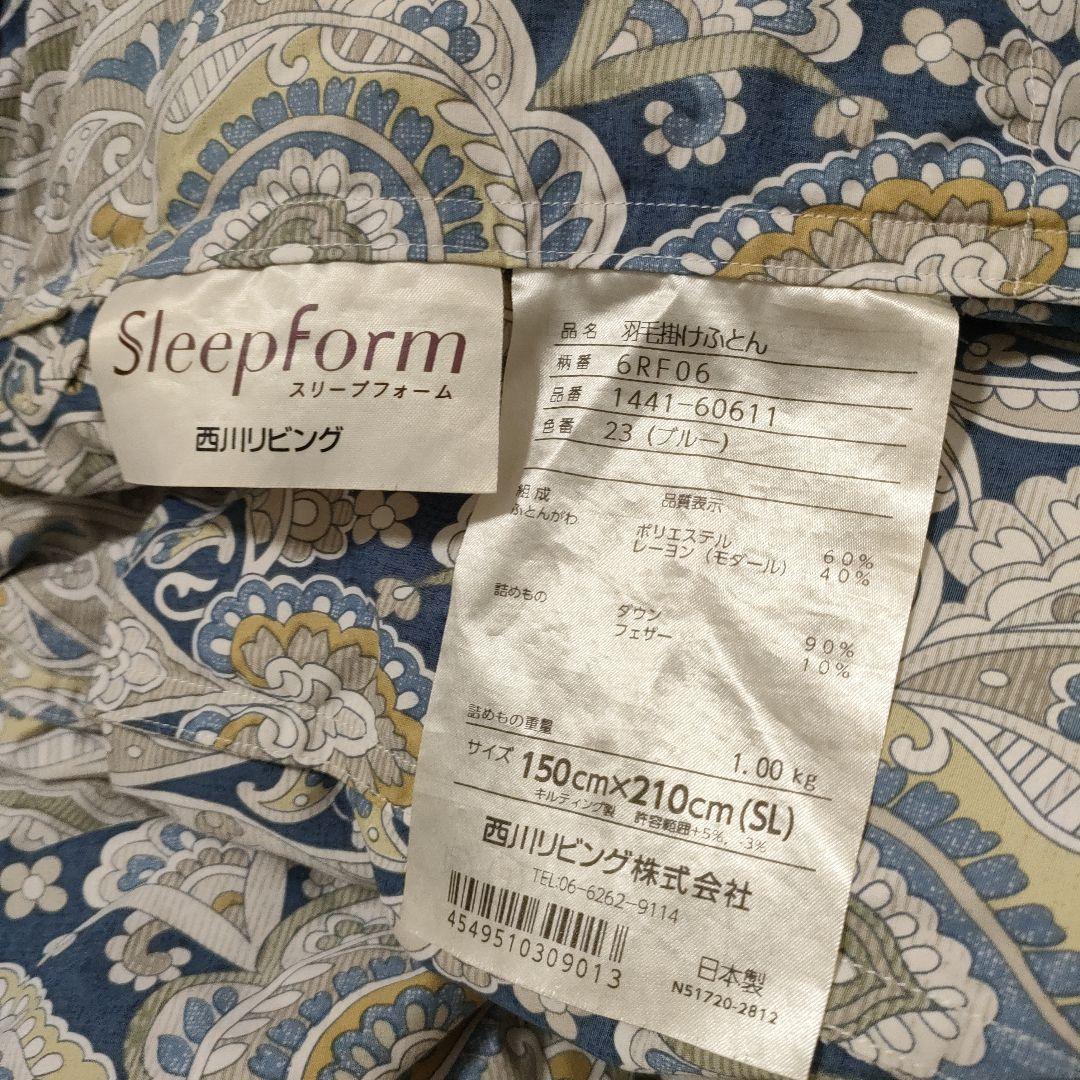 Sleepform
スリープフォーム
西川リビング
品名 羽毛掛けふとん
柄番 6RF06
品番 1441-60611
色番 23 (ブルー)
組成 品質表示
ふとんがわ
ポリエステル 60%
レーヨン (モダール) 40%
詰めもの
ダウン 90%
フェザー 10%
詰めもの重量 1.00 kg
サイズ 150cm×210cm(SL)
キルティング製 許容範囲+5%, -3%
西川リビング株式会社
TEL:06-6262-9114
4549510309013
日本製
N51720-2812